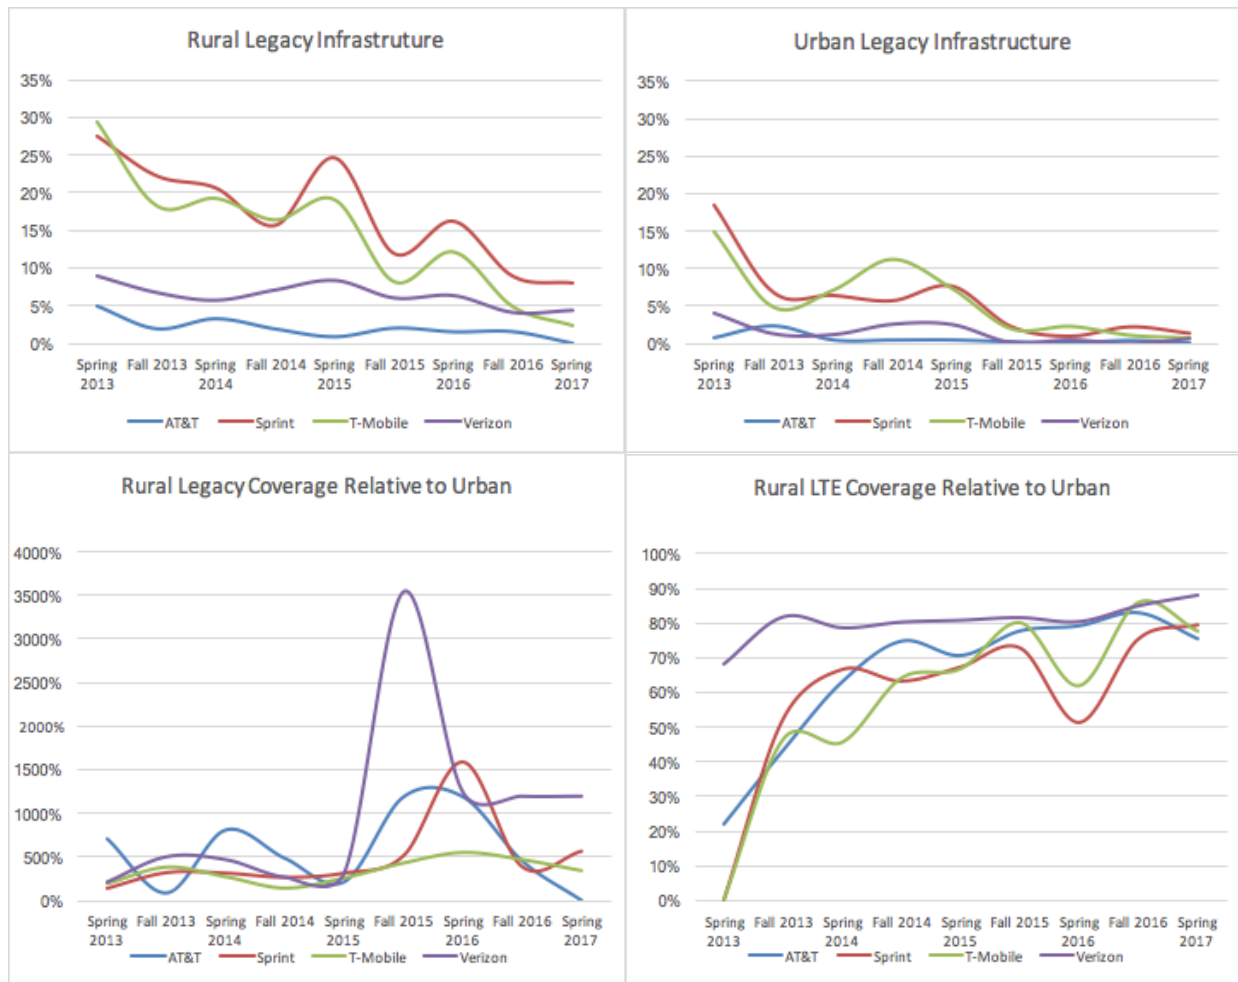 Rural Legacy Infrastruture
35%
30%
25%
20%
15%
10%
5%
0%
Spring Fall 2013 Spring Fall 2014 Spring Fall 2015 Spring Fall 2016 Spring
2013 2014 2015 2016 2017
AT&T Sprint T-Mobile Verizon
Urban Legacy Infrastructure
35%
30%
25%
20%
15%
10%
5%
0%
Spring Fall 2013 Spring Fall 2014 Spring Fall 2015 Spring Fall 2016 Spring
2013 2014 2015 2016 2017
AT&T Sprint T-Mobile Verizon
Rural Legacy Coverage Relative to Urban
4000%
3500%
3000%
2500%
2000%
1500%
1000%
500%
0%
Spring Fall 2013 Spring Fall 2014 Spring Fall 2015 Spring Fall 2016 Spring
2013 2014 2015 2016 2017
AT&T Sprint T-Mobile Verizon
Rural LTE Coverage Relative to Urban
100%
90%
80%
70%
60%
50%
40%
30%
20%
10%
0%
Spring Fall 2013 Spring Fall 2014 Spring Fall 2015 Spring Fall 2016 Spring
2013 2014 2015 2016 2017
AT&T Sprint T-Mobile Verizon